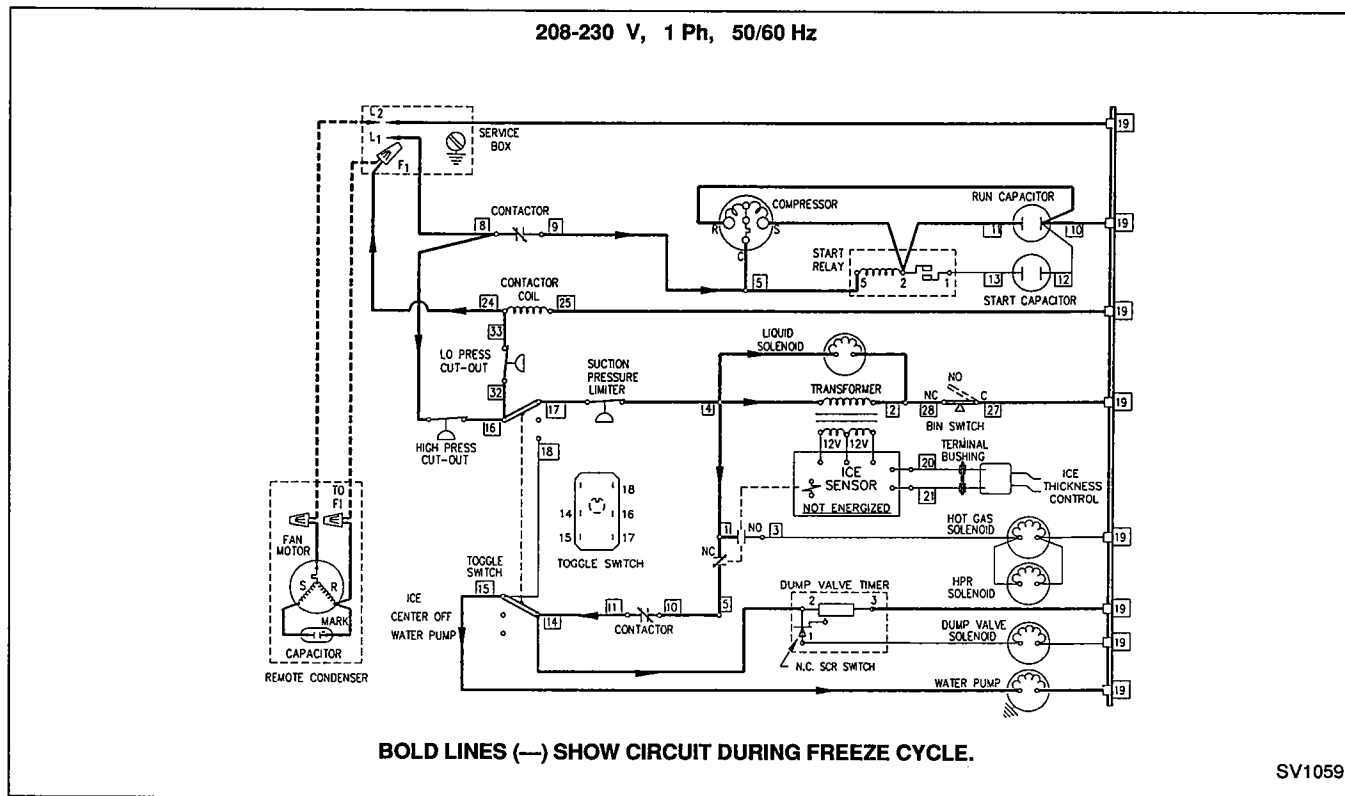 208-230 V, 1 Ph, 50/60 Hz
L2
L1
F1
SERVICE
BOX
19
CONTACTOR
8
9
COMPRESSOR
R
S
C
RUN CAPACITOR
11
10
19
START
RELAY
5
5
2
1
13
12
START CAPACITOR
CONTACTOR
COIL
24
25
19
33
LO PRESS
CUT-OUT
32
SUCTION
PRESSURE
LIMITER
LIQUID
SOLENOID
TRANSFORMER
NO
NC
C
16
17
4
2
28
27
19
BIN SWITCH
HIGH PRESS
CUT-OUT
18
12V
12V
TERMINAL
BUSHING
ICE
SENSOR
NOT ENERGIZED
20
21
ICE
THICKNESS
CONTROL
18
14
16
15
17
TOGGLE SWITCH
TO
F1
FAN
MOTOR
S
R
MARK
CAPACITOR
REMOTE CONDENSER
1
NO
3
NC
HOT GAS
SOLENOID
19
HPR
SOLENOID
TOGGLE
SWITCH
15
ICE
CENTER OFF
WATER PUMP
14
11
10
5
CONTACTOR
DUMP VALVE TIMER
2
3
1
19
DUMP VALVE
SOLENOID
19
N.C. SCR SWITCH
WATER PUMP
19
BOLD LINES (—) SHOW CIRCUIT DURING FREEZE CYCLE.
SV1059